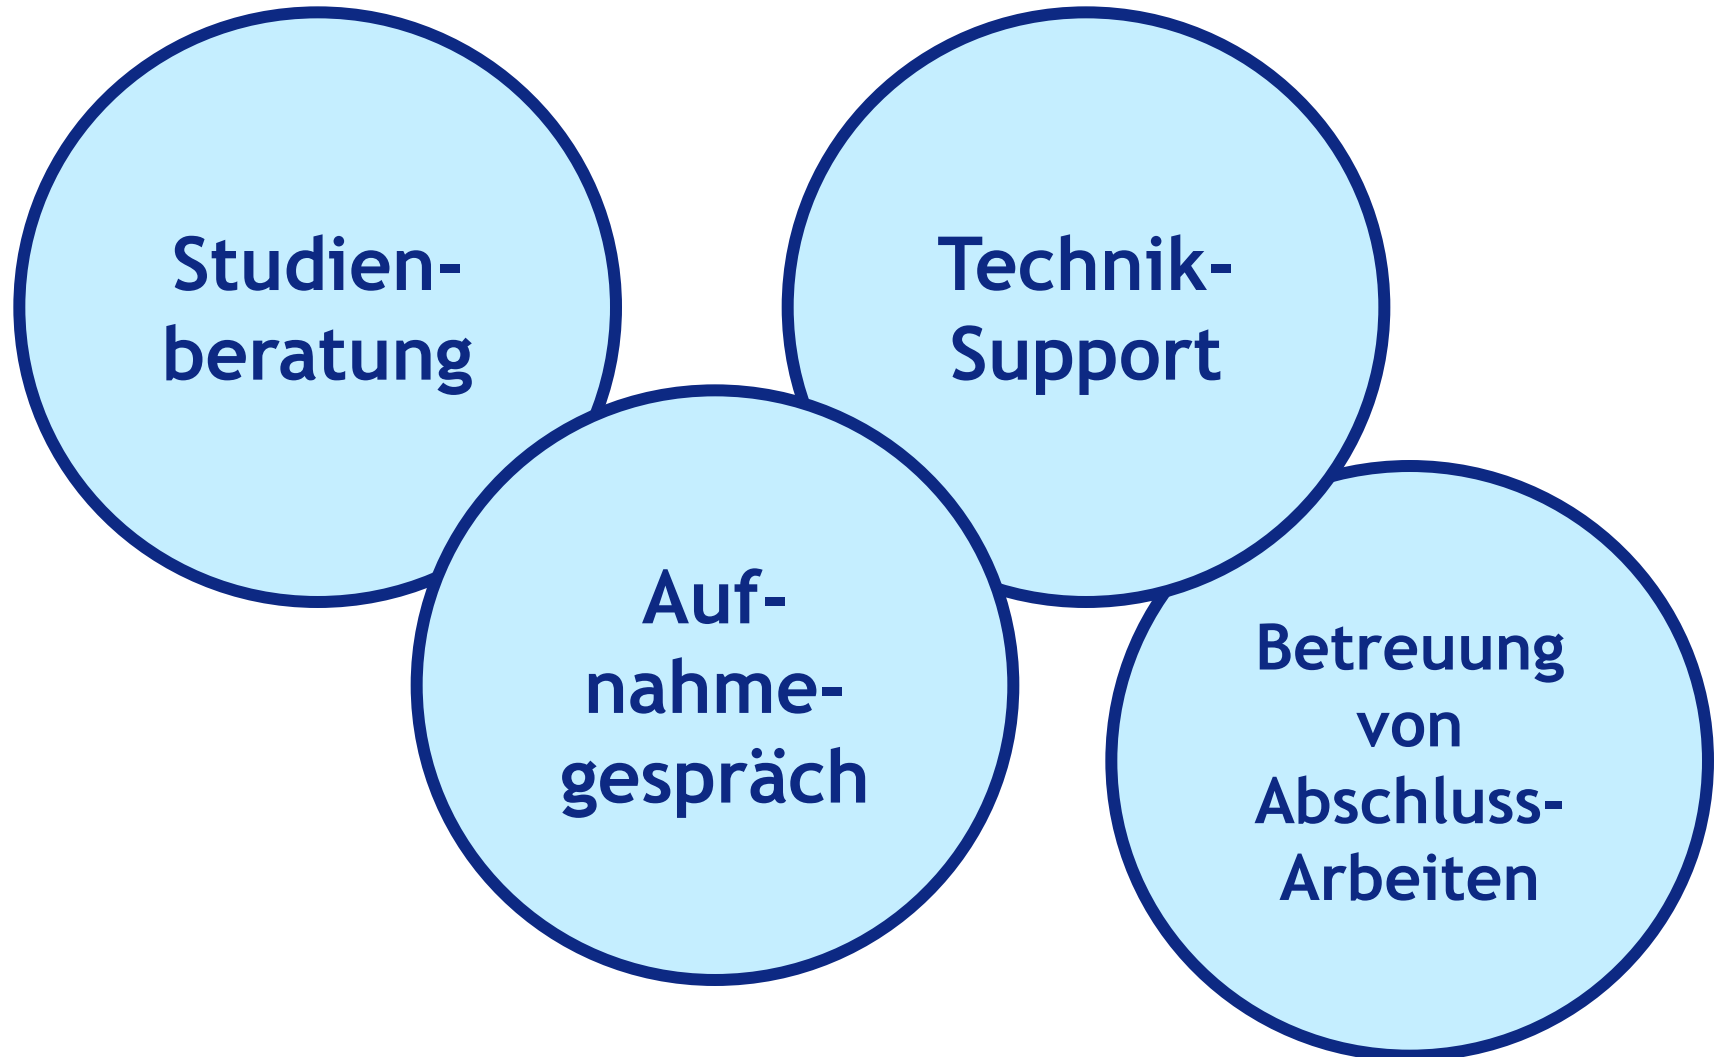 Studien-
beratung
Technik-
Support
Auf-
nahme-
gespräch
Betreuung
von
Abschluss-
Arbeiten